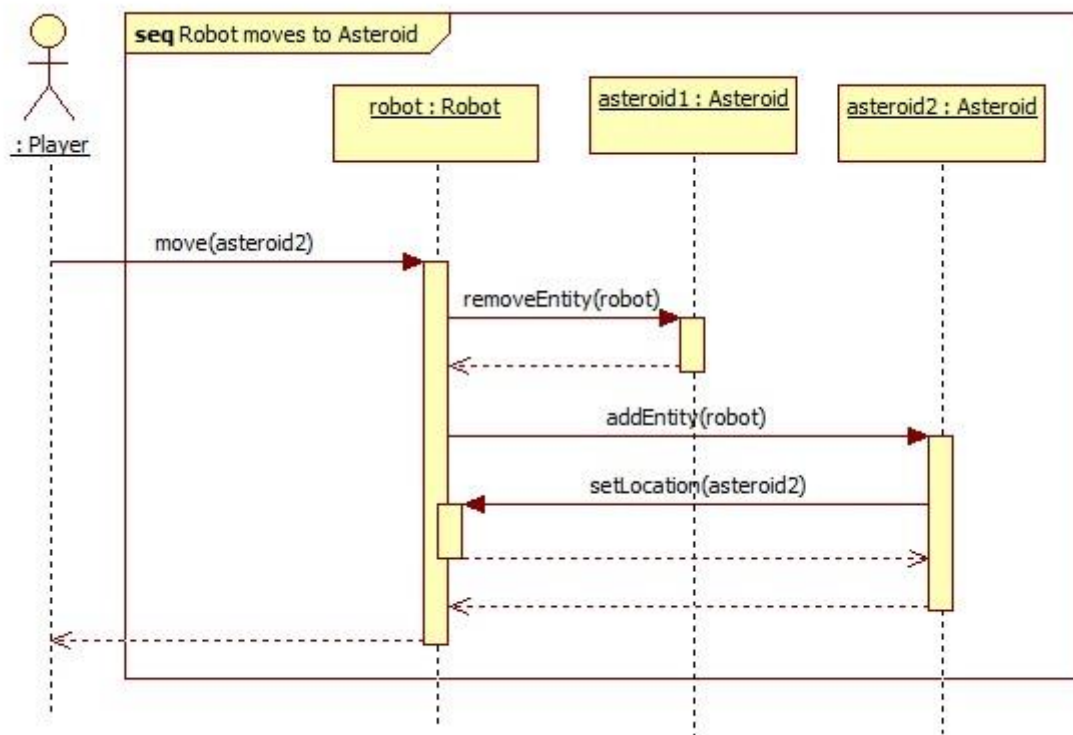 seq Robot moves to Asteroid
: Player
robot : Robot
asteroid1 : Asteroid
asteroid2 : Asteroid
move(asteroid2)
removeEntity(robot)
addEntity(robot)
setLocation(asteroid2)